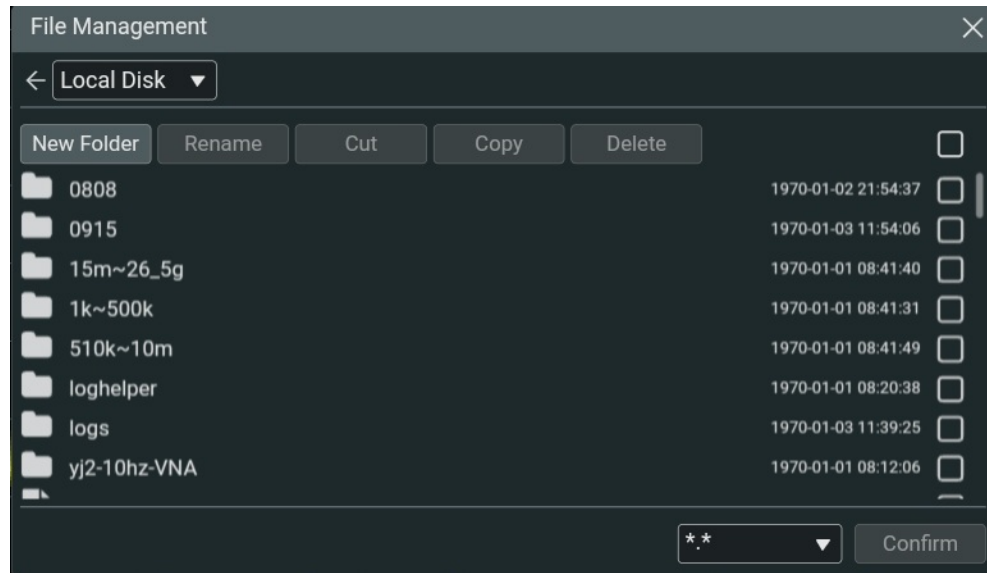 File Management
Local Disk
New Folder Rename Cut Copy Delete
0808 1970-01-02 21:54:37
0915 1970-01-03 11:54:06
15m~26_5g 1970-01-01 08:41:40
1k~500k 1970-01-01 08:41:31
510k~10m 1970-01-01 08:41:49
loghelper 1970-01-01 08:20:38
logs 1970-01-03 11:39:25
yj2-10hz-VNA 1970-01-01 08:12:06
*.* Confirm